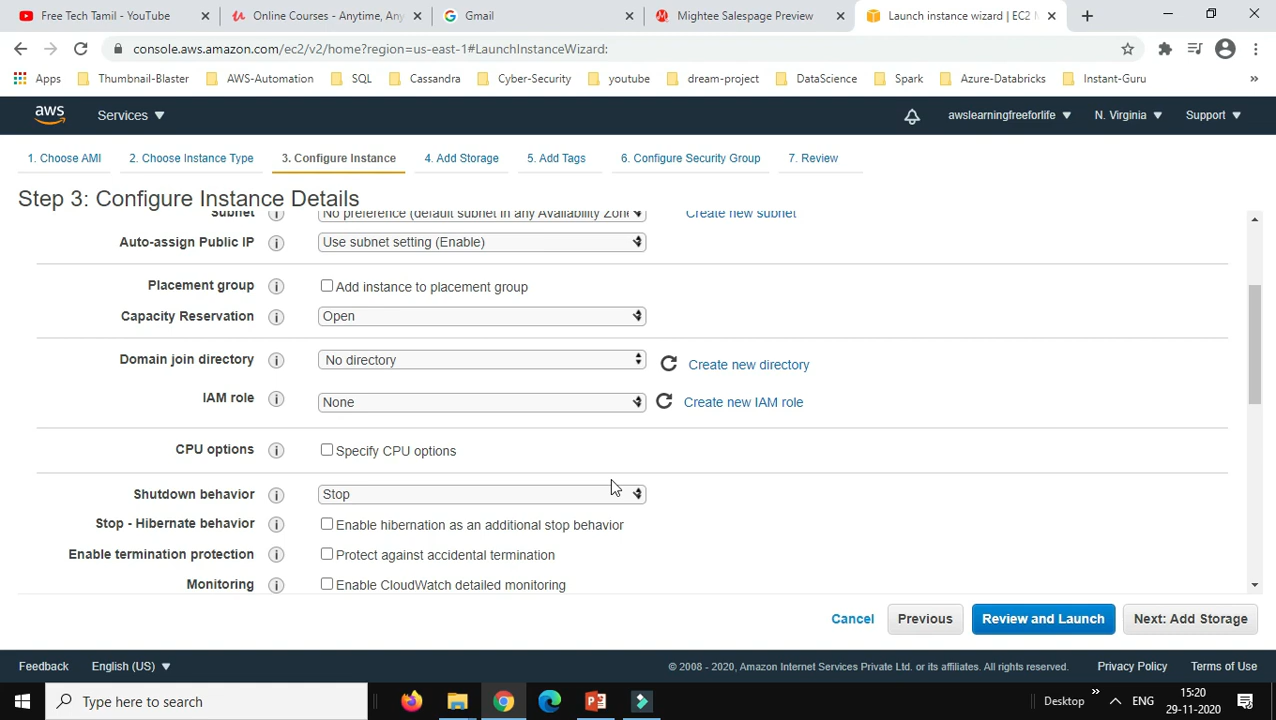 Free Tech Tamil - YouTube
Online Courses - Anytime, Any
Gmail
Mightee Salespage Preview
Launch instance wizard | EC2 M
console.aws.amazon.com/ec2/v2/home?region=us-east-1#LaunchInstanceWizard:
Apps Thumbnail-Blaster AWS-Automation SQL Cassandra Cyber-Security youtube dream-project DataScience Spark Azure-Databricks Instant-Guru »
aws Services awslearningfreeforlife N. Virginia Support
1. Choose AMI 2. Choose Instance Type 3. Configure Instance 4. Add Storage 5. Add Tags 6. Configure Security Group 7. Review
Step 3: Configure Instance Details
Subnet No preference (default subnet in any Availability Zone Create new subnet
Auto-assign Public IP Use subnet setting (Enable)
Placement group Add instance to placement group
Capacity Reservation Open
Domain join directory No directory Create new directory
IAM role None Create new IAM role
CPU options Specify CPU options
Shutdown behavior Stop
Stop - Hibernate behavior Enable hibernation as an additional stop behavior
Enable termination protection Protect against accidental termination
Monitoring Enable CloudWatch detailed monitoring
Cancel Previous Review and Launch Next: Add Storage
Feedback English (US) © 2008 - 2020, Amazon Internet Services Private Ltd. or its affiliates. All rights reserved. Privacy Policy Terms of Use
Type here to search Desktop » ENG 15:20
29-11-2020